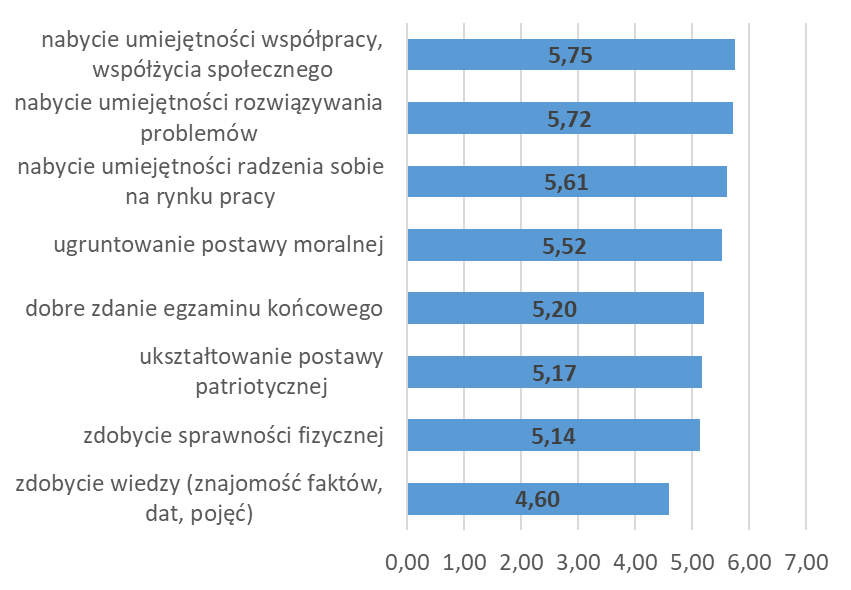 nabycie umiejętności współpracy,
współżycia społecznego
5,75
nabycie umiejętności rozwiązywania
problemów
5,72
nabycie umiejętności radzenia sobie
na rynku pracy
5,61
ugruntowanie postawy moralnej
5,52
dobre zdanie egzaminu końcowego
5,20
ukształtowanie postawy
patriotycznej
5,17
zdobycie sprawności fizycznej
5,14
zdobycie wiedzy (znajomość faktów,
dat, pojęć)
4,60
0,00 1,00 2,00 3,00 4,00 5,00 6,00 7,00